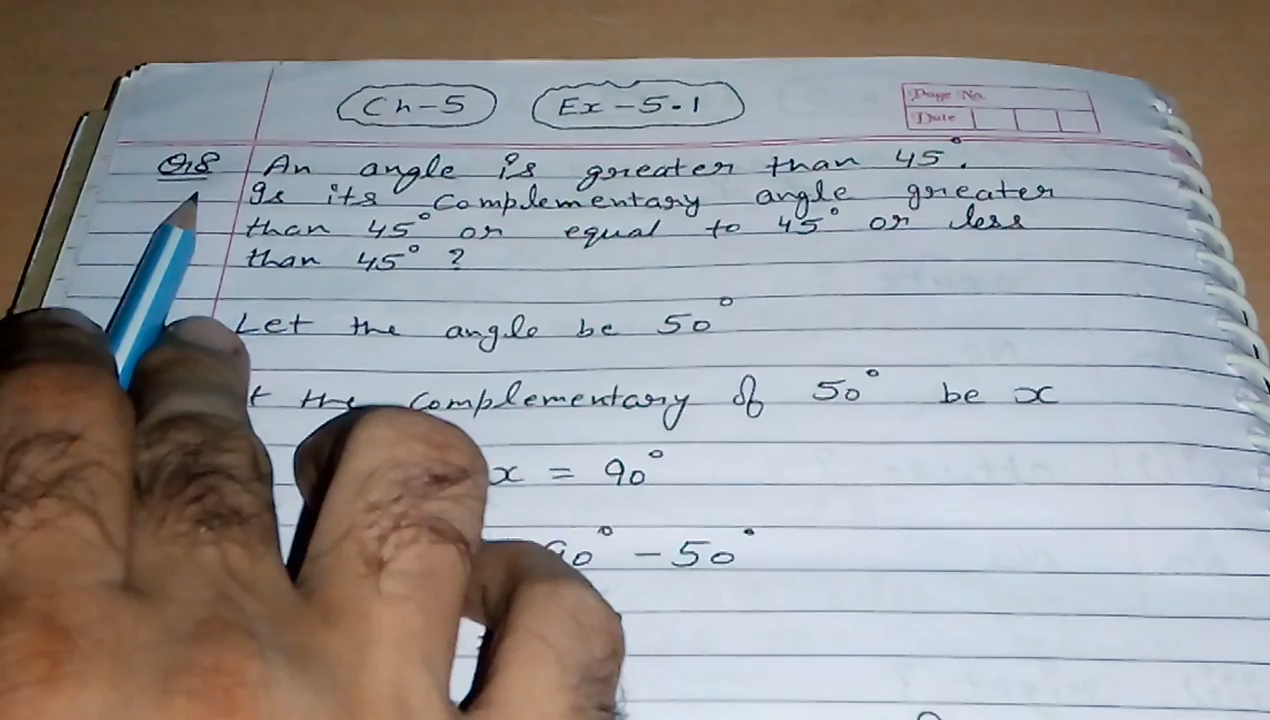 Ch-5 Ex-5.1
Page No.
Date
Q.8 An angle is greater than 45°.
Is its complementary angle greater
than 45° or equal to 45° or less
than 45° ?
Let the angle be 50°
t the complementary of 50° be x
x = 90°
90° - 50°